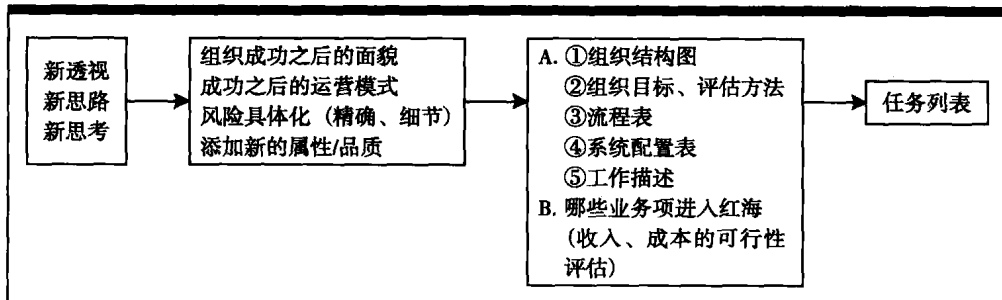 新透视
新思路
新思考
组织成功之后的面貌
成功之后的运营模式
风险具体化（精确、细节）
添加新的属性/品质
A. ①组织结构图
②组织目标、评估方法
③流程表
④系统配置表
⑤工作描述
B. 哪些业务项进入红海
（收入、成本的可行性
评估）
任务列表